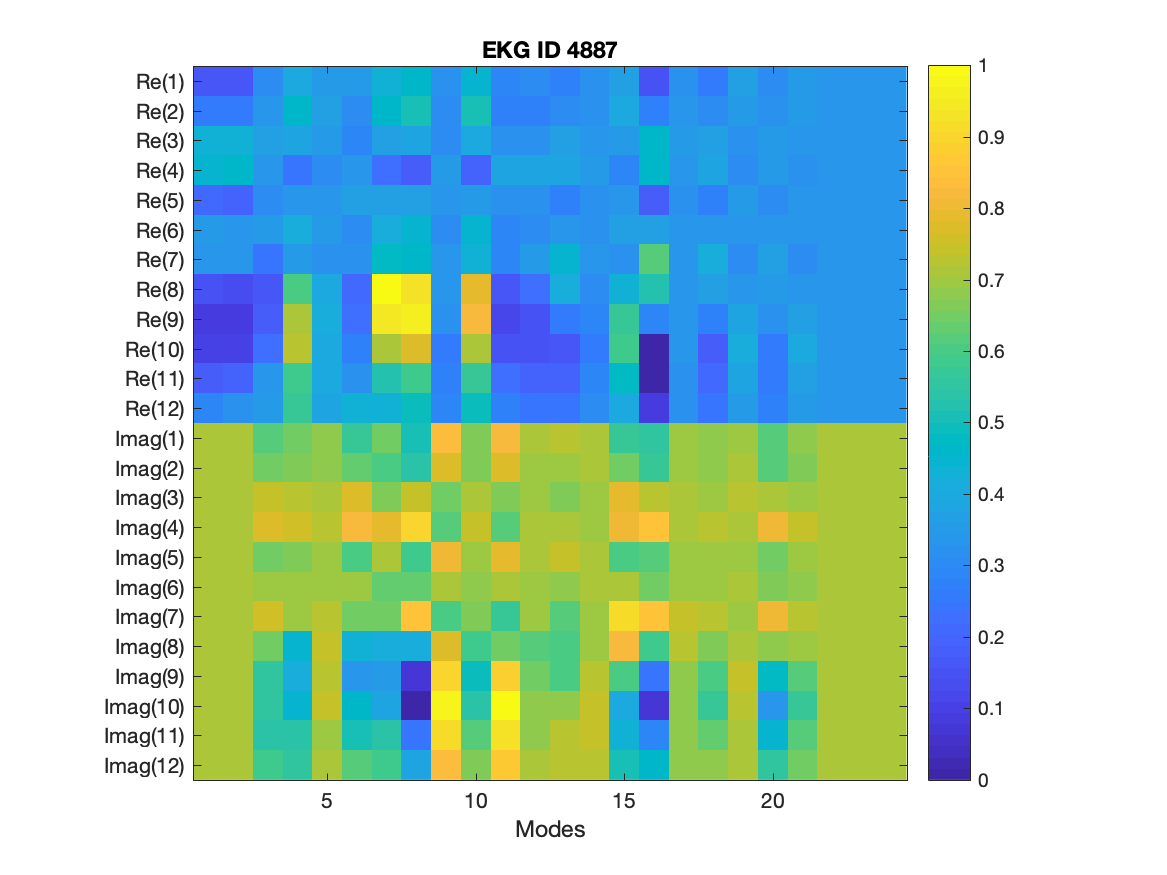 EKG ID 4887
Re(1)
Re(2)
Re(3)
Re(4)
Re(5)
Re(6)
Re(7)
Re(8)
Re(9)
Re(10)
Re(11)
Re(12)
Imag(1)
Imag(2)
Imag(3)
Imag(4)
Imag(5)
Imag(6)
Imag(7)
Imag(8)
Imag(9)
Imag(10)
Imag(11)
Imag(12)
5 10 15 20
Modes
1
0.9
0.8
0.7
0.6
0.5
0.4
0.3
0.2
0.1
0